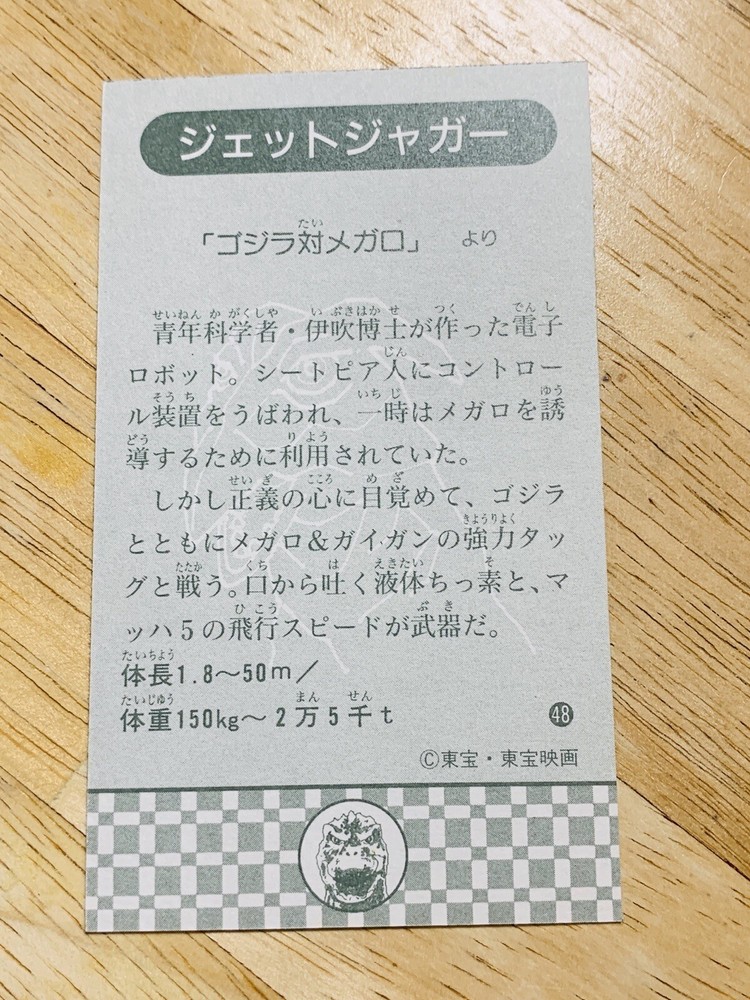 ジェットジャガー
「ゴジラ対メガロ」 より
青年科学者・伊吹博士が作った電子
ロボット。シートピア人にコントロー
ル装置をうばわれ、一時はメガロを誘
導するために利用されていた。
しかし正義の心に目覚めて、ゴジラ
とともにメガロ&ガイガンの強力タッ
グと戦う。口から吐く液体ちっ素と、マ
ッハ5の飛行スピードが武器だ。
体長1.8〜50m/
体重150kg〜2万5千t
48
©東宝・東宝映画